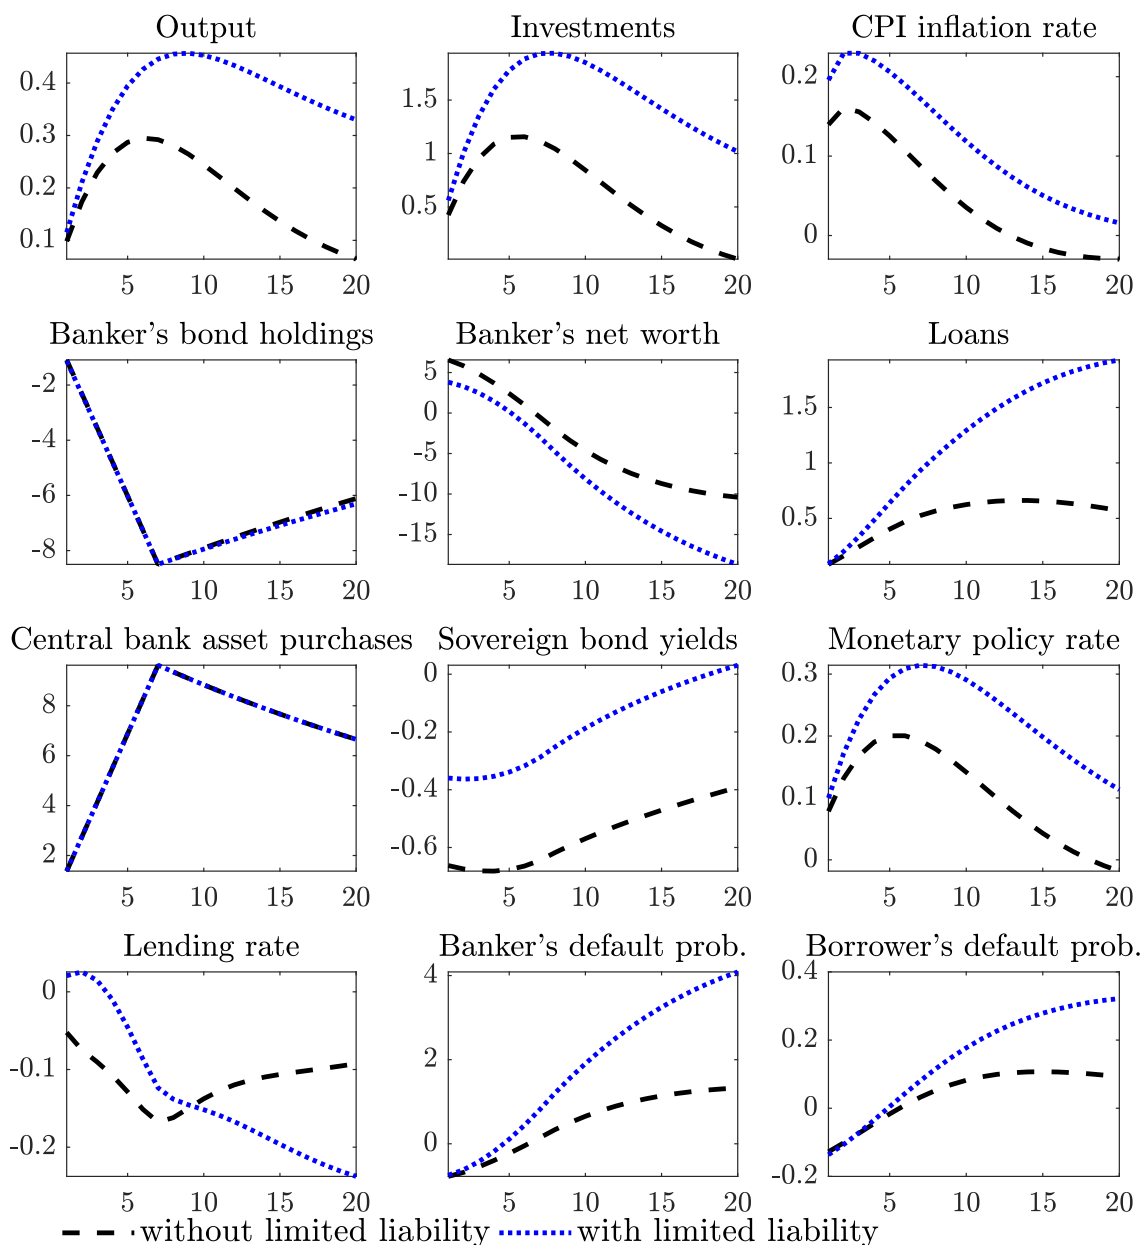 Output Investments CPI inflation rate
0.4
0.3
0.2
0.1
5 10 15 20
1.5
1
0.5
5 10 15 20
0.2
0.1
0
5 10 15 20
Banker's bond holdings Banker's net worth Loans
-2
-4
-6
-8
5 10 15 20
5
0
-5
-10
-15
5 10 15 20
1.5
1
0.5
5 10 15 20
Central bank asset purchases Sovereign bond yields Monetary policy rate
8
6
4
2
5 10 15 20
0
-0.2
-0.4
-0.6
5 10 15 20
0.3
0.2
0.1
0
5 10 15 20
Lending rate Banker's default prob. Borrower's default prob.
0
-0.1
-0.2
5 10 15 20
4
2
0
5 10 15 20
0.4
0.2
0
-0.2
5 10 15 20
without limited liability with limited liability